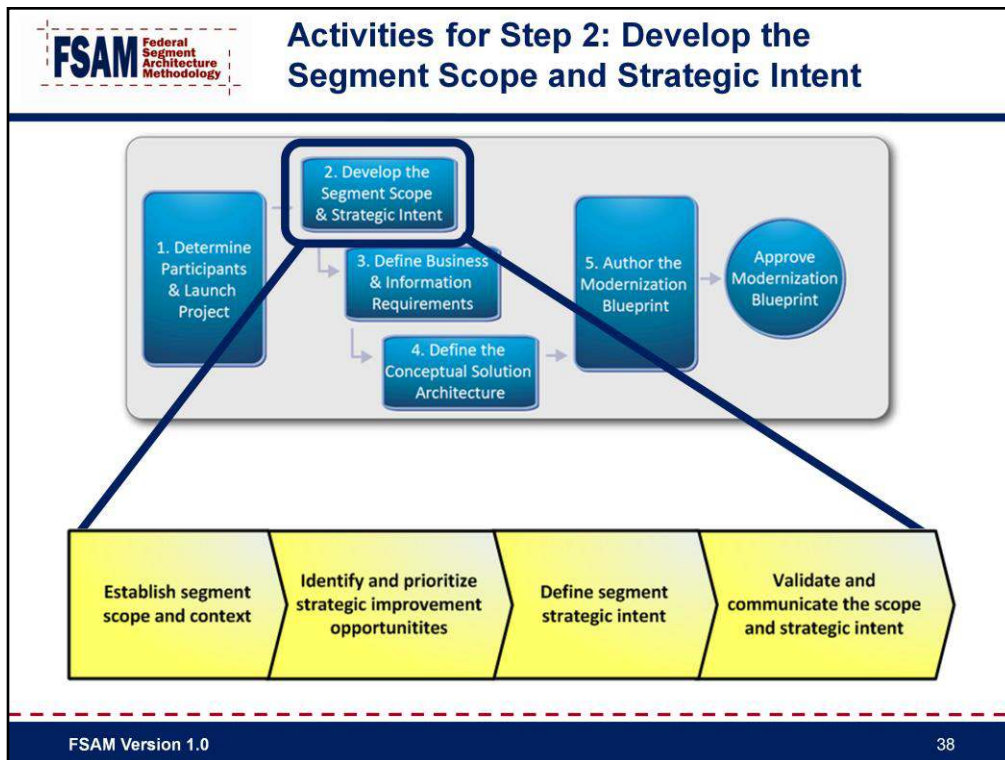 FSAM Federal
Segment
Architecture
Methodology
Activities for Step 2: Develop the
Segment Scope and Strategic Intent
1. Determine
Participants
& Launch
Project
2. Develop the
Segment Scope
& Strategic Intent
3. Define Business
& Information
Requirements
4. Define the
Conceptual Solution
Architecture
5. Author the
Modernization
Blueprint
Approve
Modernization
Blueprint
Establish segment
scope and context
Identify and prioritize
strategic improvement
opportunitites
Define segment
strategic intent
Validate and
communicate the scope
and strategic intent
FSAM Version 1.0
38